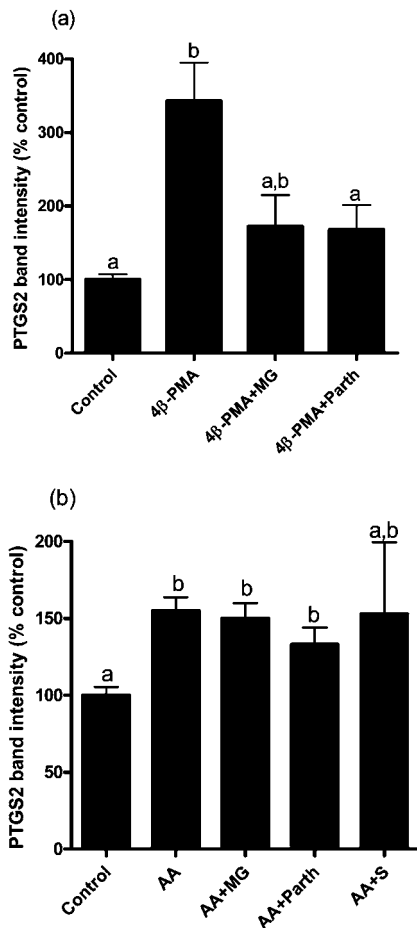 (a)
PTGS2 band intensity (% control)
400
300
200
100
0
a
b
a,b
a
Control
4β-PMA
4β-PMA+MG
4β-PMA+Parth
(b)
PTGS2 band intensity (% control)
200
150
100
50
0
a
b
b
b
a,b
Control
AA
AA+MG
AA+Parth
AA+S